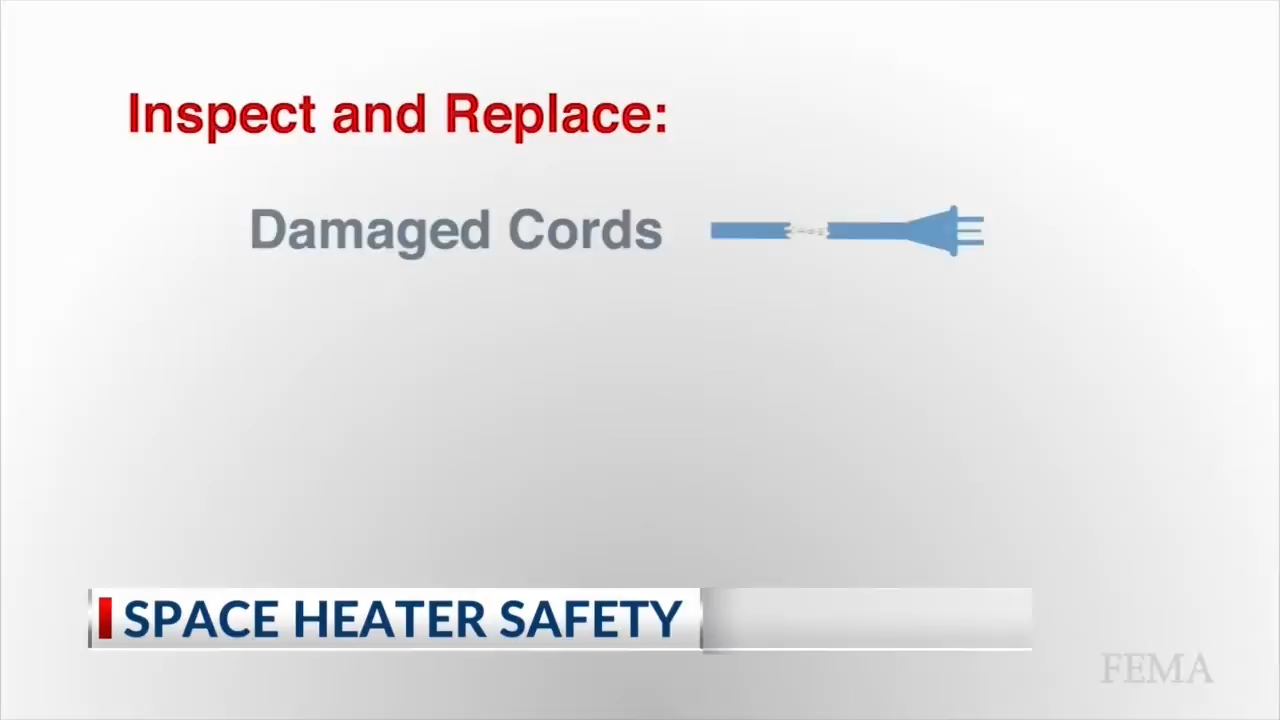 Inspect and Replace:
Damaged Cords
SPACE HEATER SAFETY
FEMA